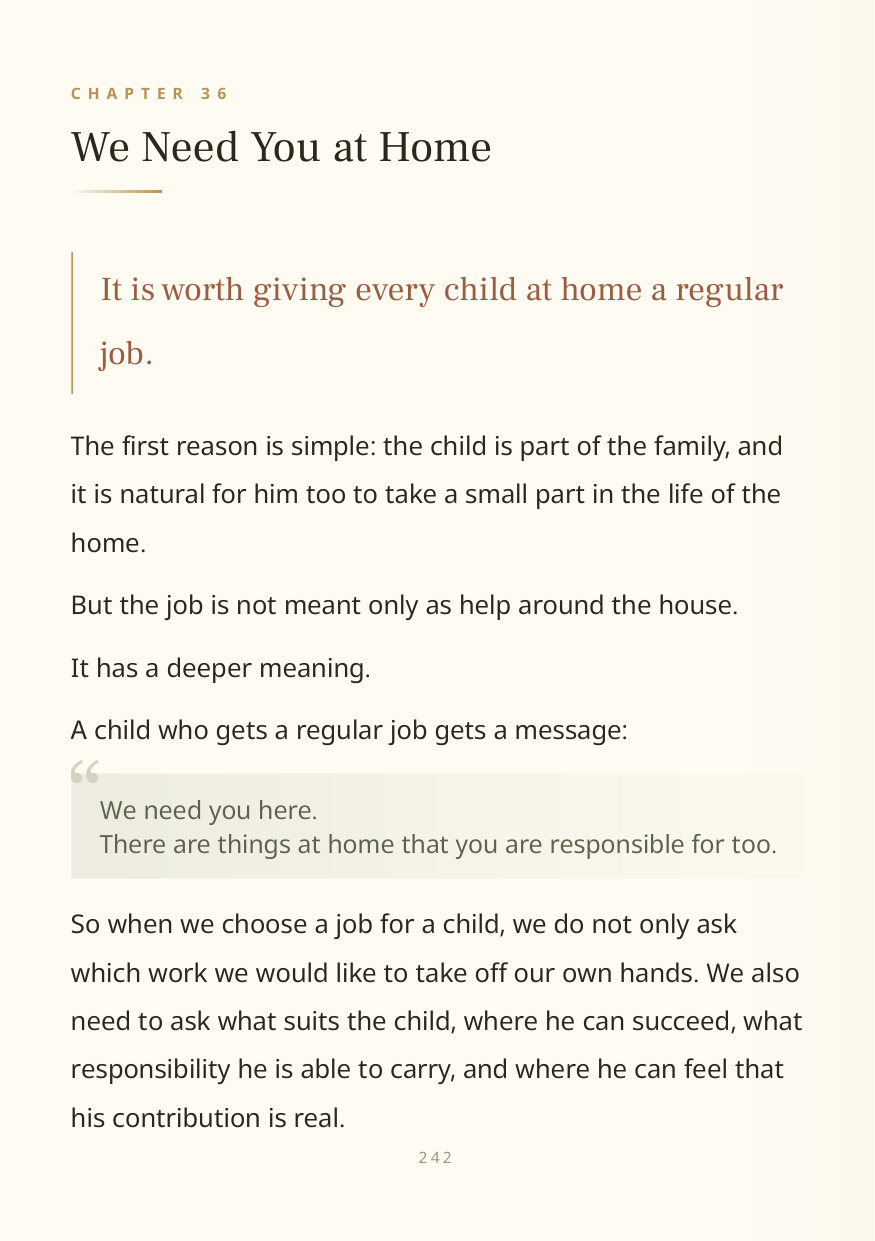 CHAPTER 36
We Need You at Home
It is worth giving every child at home a regular
job.
The first reason is simple: the child is part of the family, and
it is natural for him too to take a small part in the life of the
home.
But the job is not meant only as help around the house.
It has a deeper meaning.
A child who gets a regular job gets a message:
“
We need you here.
There are things at home that you are responsible for too.
So when we choose a job for a child, we do not only ask
which work we would like to take off our own hands. We also
need to ask what suits the child, where he can succeed, what
responsibility he is able to carry, and where he can feel that
his contribution is real.
242